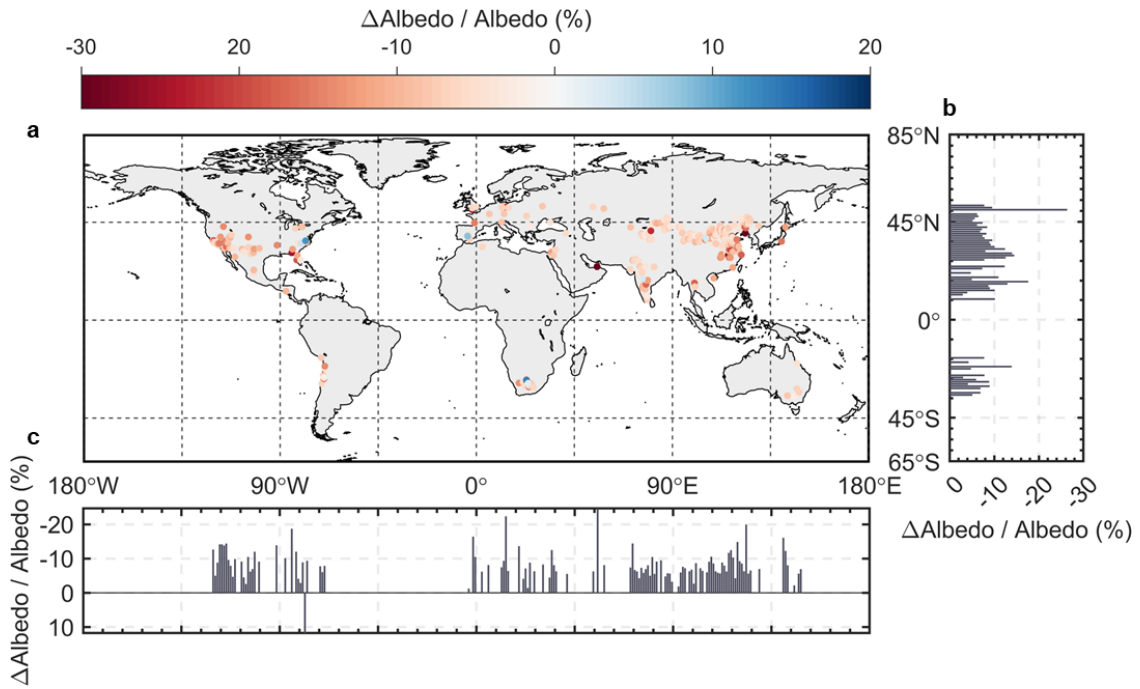 ΔAlbedo / Albedo (%)
-30 20 -10 0 10 20
a
b
85°N
45°N
0°
45°S
65°S
0 -10 -20 -30
ΔAlbedo / Albedo (%)
c
180°W 90°W 0° 90°E 180°E
ΔAlbedo / Albedo (%)
-20
-10
0
10